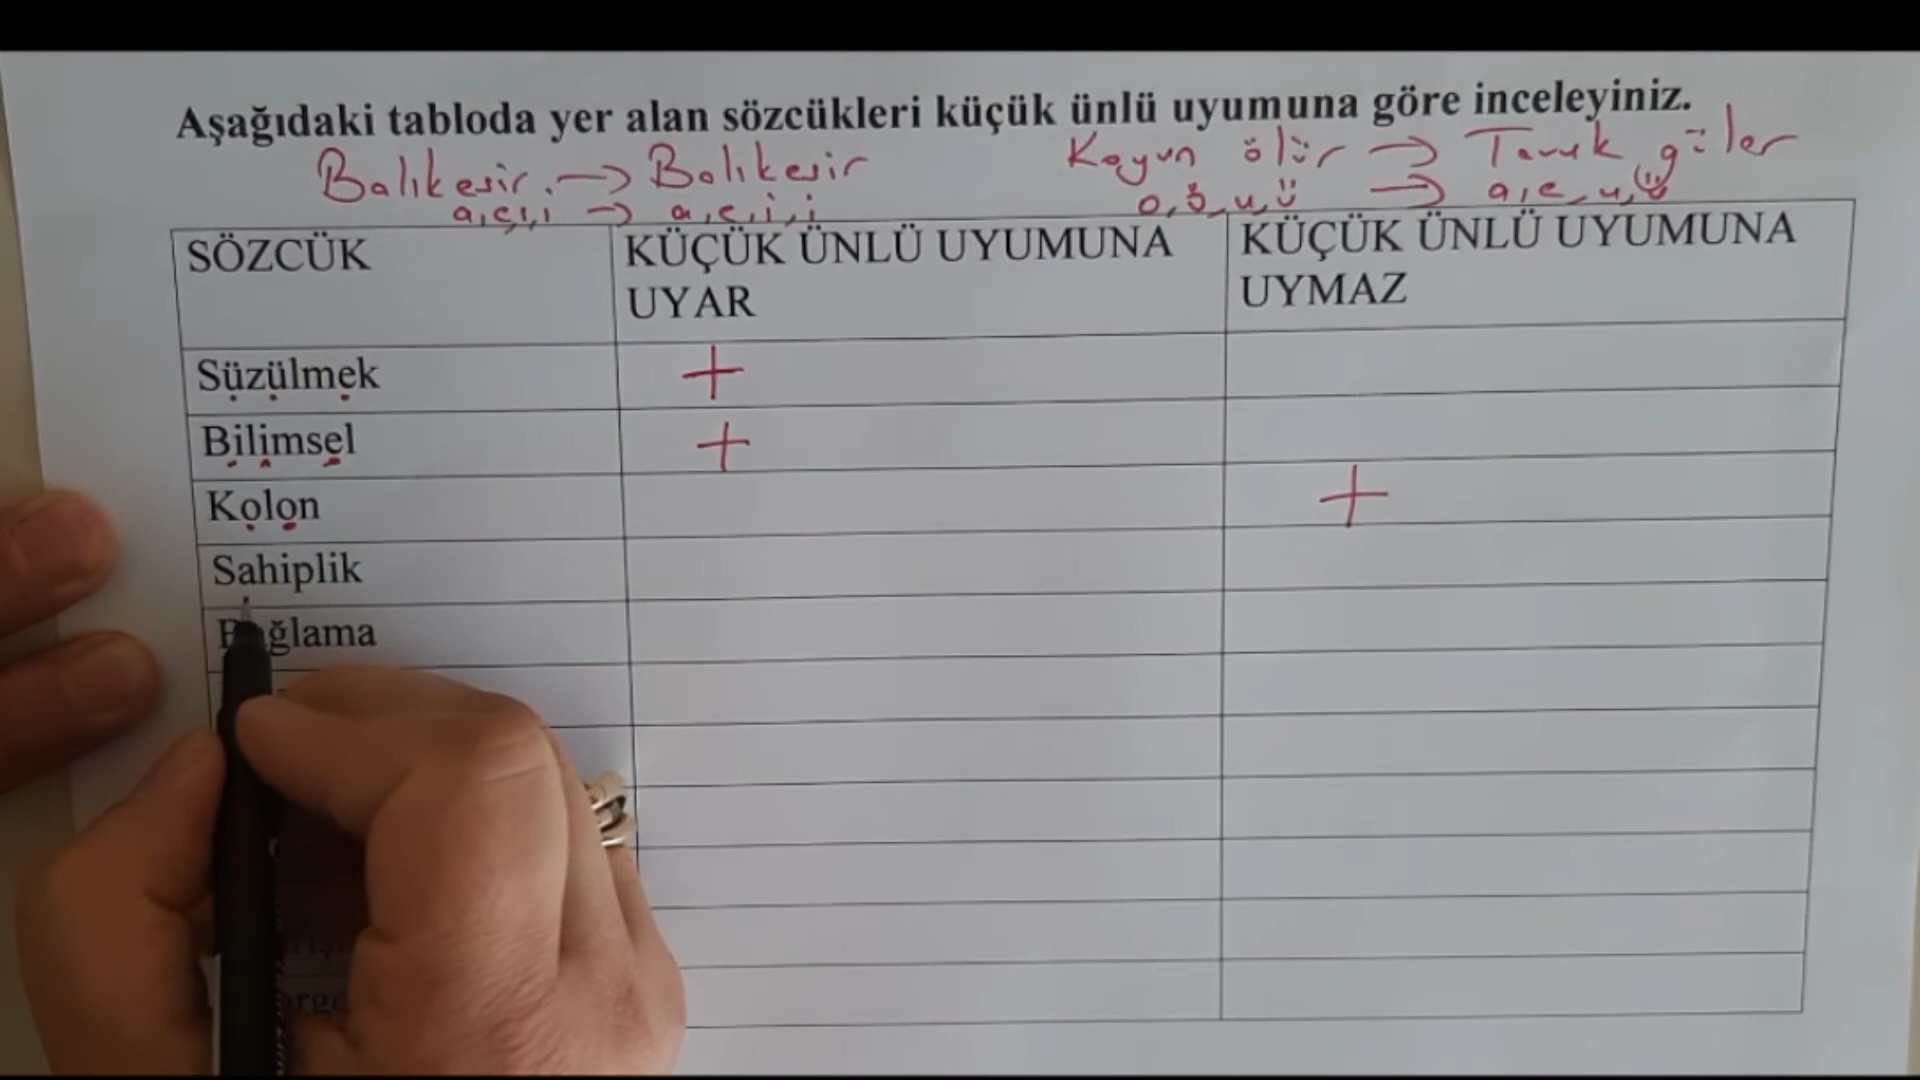 Aşağıdaki tabloda yer alan sözcükleri küçük ünlü uyumuna göre inceleyiniz.
Balıkesir. → Balıkesir
Koyun ölür → Tavuk güler
a,e,ı,i → a,e,ı,i
o,ö,u,ü → a,e,u,ü
SÖZCÜK
KÜÇÜK ÜNLÜ UYUMUNA
UYAR
KÜÇÜK ÜNLÜ UYUMUNA
UYMAZ
Süzülmek +
Bilimsel +
Kolon +
Sahiplik
Bağlama